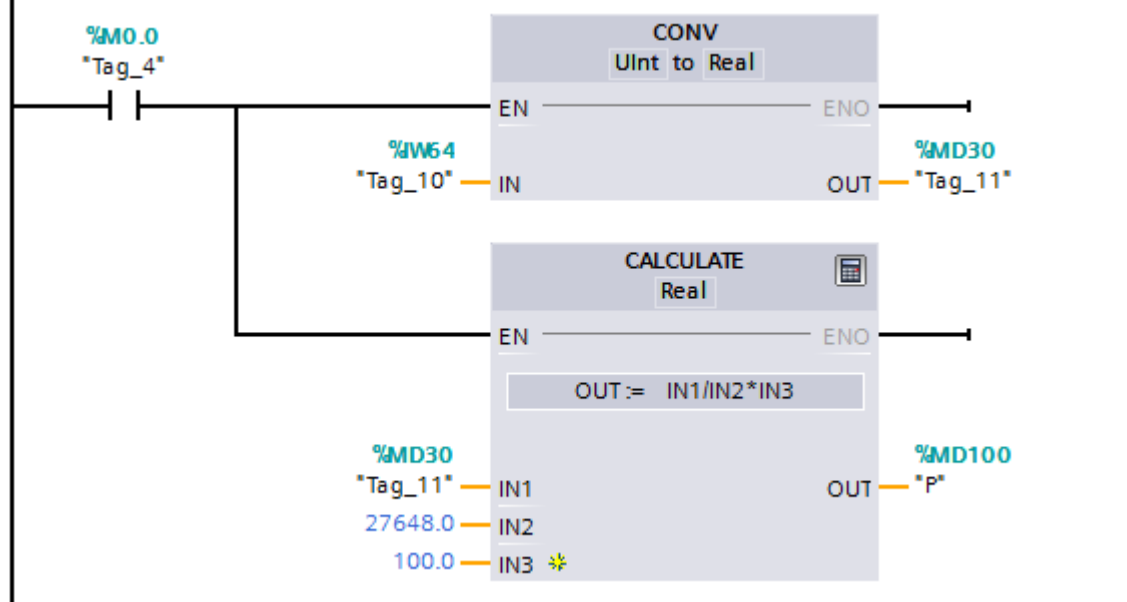 %M0.0
"Tag_4"
CONV
UInt to Real
EN
ENO
%IW64
"Tag_10"
IN
OUT
%MD30
"Tag_11"
CALCULATE
Real
EN
ENO
OUT := IN1/IN2*IN3
%MD30
"Tag_11"
IN1
OUT
%MD100
"P"
27648.0
IN2
100.0
IN3